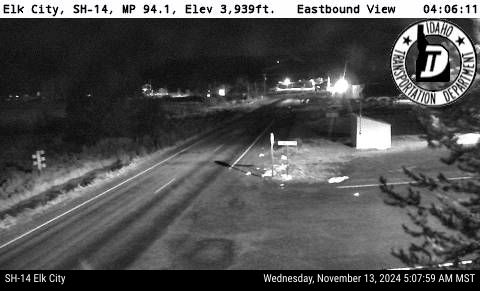 Elk City, SH-14, MP 94.1, Elev 3,939ft. Eastbound View 04:06:11
IDAHO
TRANSPORTATION DEPARTMENT
SH-14 Elk City
Wednesday, November 13, 2024 5:07:59 AM MST